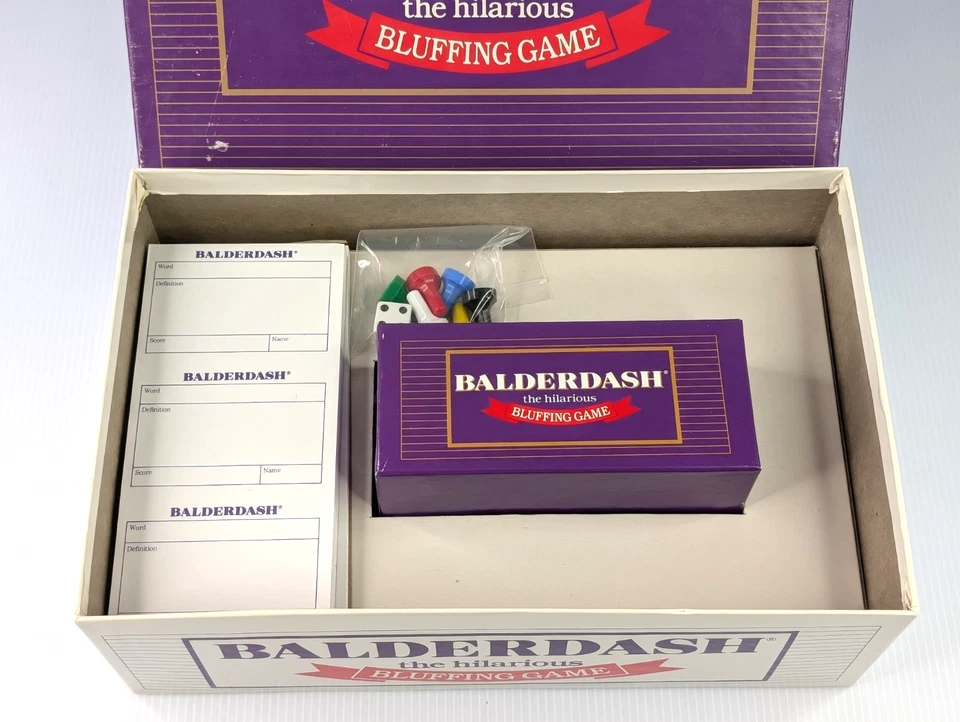 the hilarious
BLUFFING GAME
BALDERDASH®
Word
Definition
Score Name
BALDERDASH®
Word
Definition
Score Name
BALDERDASH®
Word
Definition
BALDERDASH®
the hilarious
BLUFFING GAME
BALDERDASH®
the hilarious
BLUFFING GAME